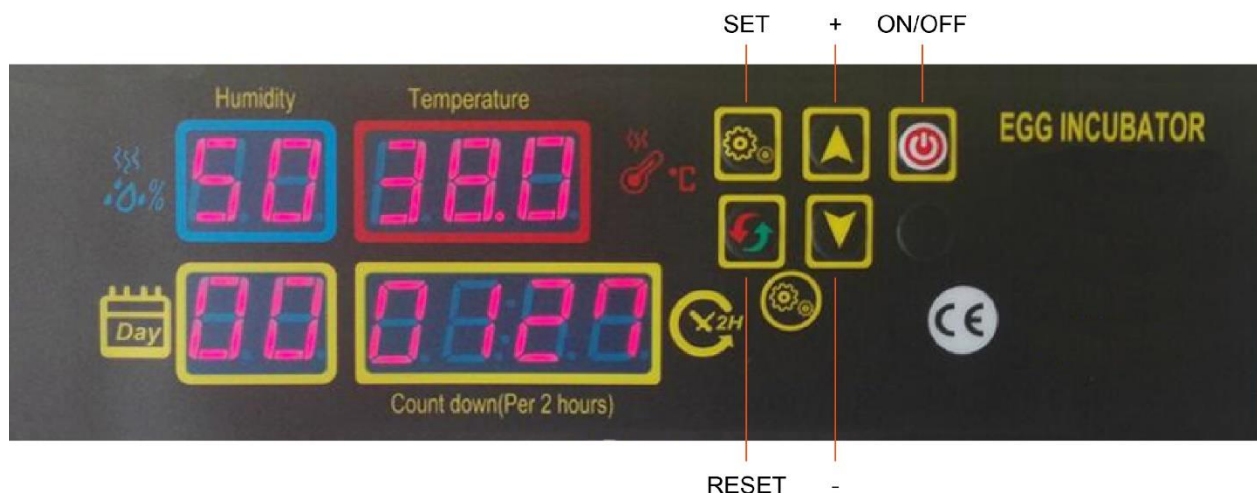 SET + ON/OFF
Humidity Temperature
EGG INCUBATOR
50 38.0
% °C
Day 00 0127 2H
CE
Count down(Per 2 hours)
RESET -